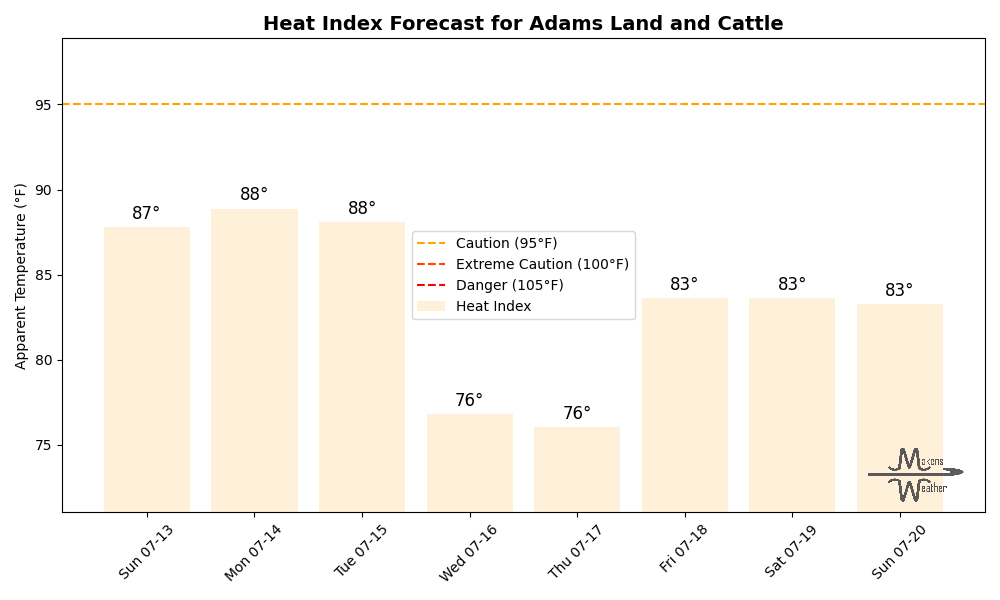 Heat Index Forecast for Adams Land and Cattle
Apparent Temperature (°F)
95
90
85
80
75
87°
88°
88°
76°
76°
83°
83°
83°
Caution (95°F)
Extreme Caution (100°F)
Danger (105°F)
Heat Index
Sun 07-13
Mon 07-14
Tue 07-15
Wed 07-16
Thu 07-17
Fri 07-18
Sat 07-19
Sun 07-20
Weather